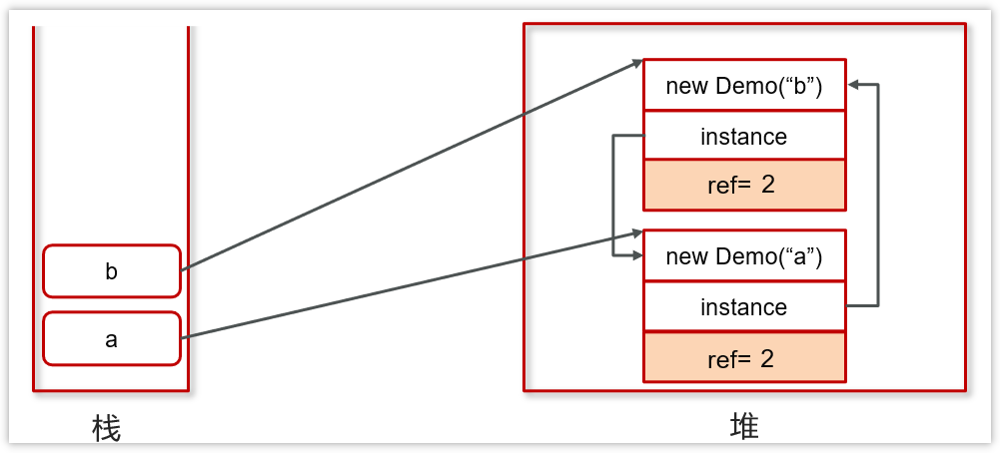 b
a
栈
new Demo(“b”)
instance
ref= 2
new Demo(“a”)
instance
ref= 2
堆